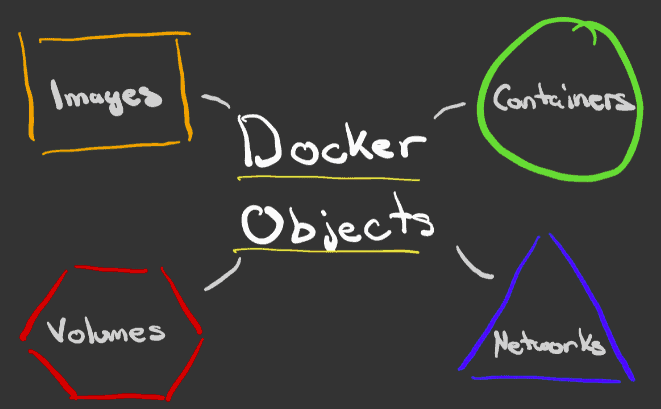 Images
Containers
Docker
Objects
Volumes
Networks